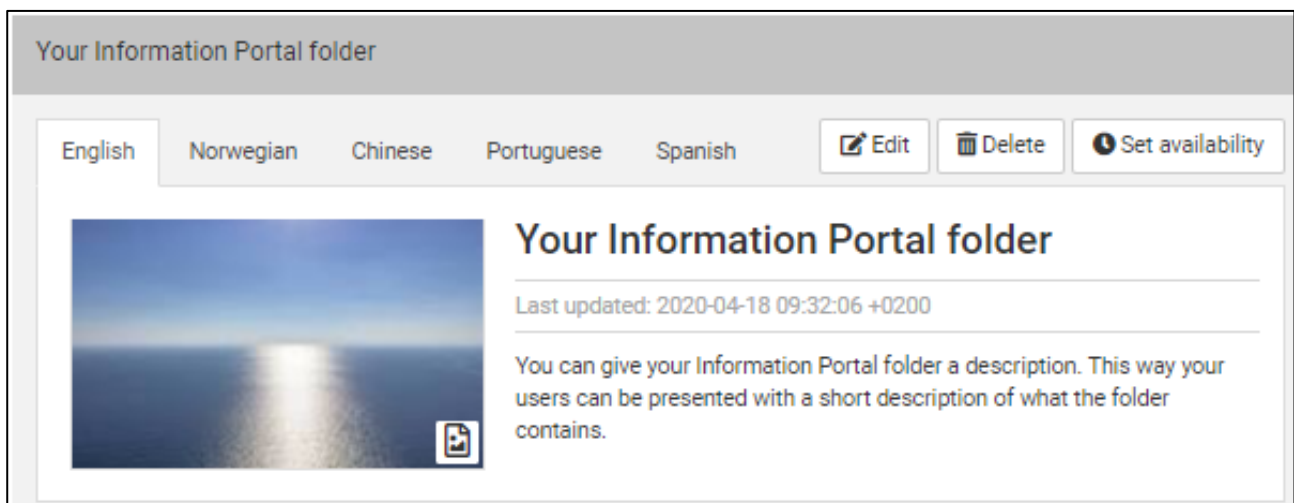 Your Information Portal folder
English Norwegian Chinese Portuguese Spanish Edit Delete Set availability
Your Information Portal folder
Last updated: 2020-04-18 09:32:06 +0200
You can give your Information Portal folder a description. This way your
users can be presented with a short description of what the folder
contains.